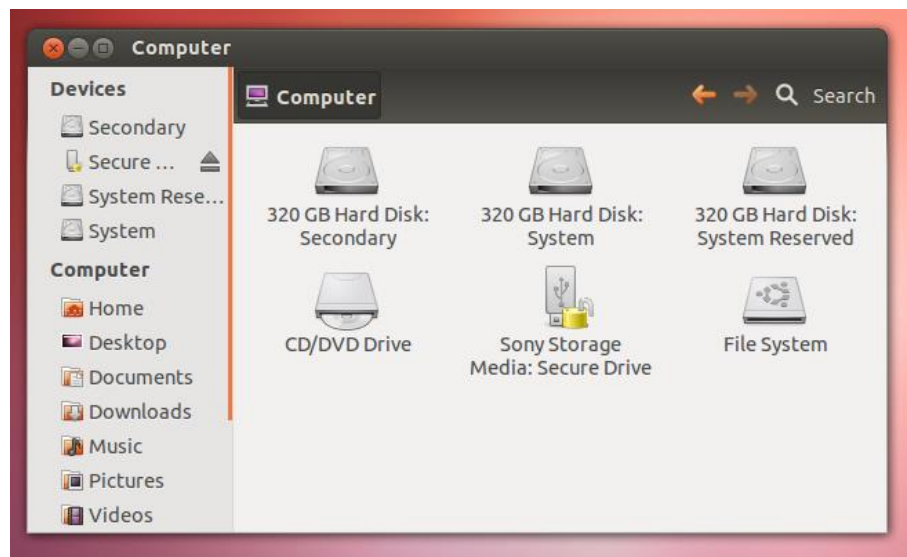 Computer
Devices
Secondary
Secure ...
System Rese...
System
Computer
Home
Desktop
Documents
Downloads
Music
Pictures
Videos
Computer
Search
320 GB Hard Disk:
Secondary
320 GB Hard Disk:
System
320 GB Hard Disk:
System Reserved
CD/DVD Drive
Sony Storage
Media: Secure Drive
File System